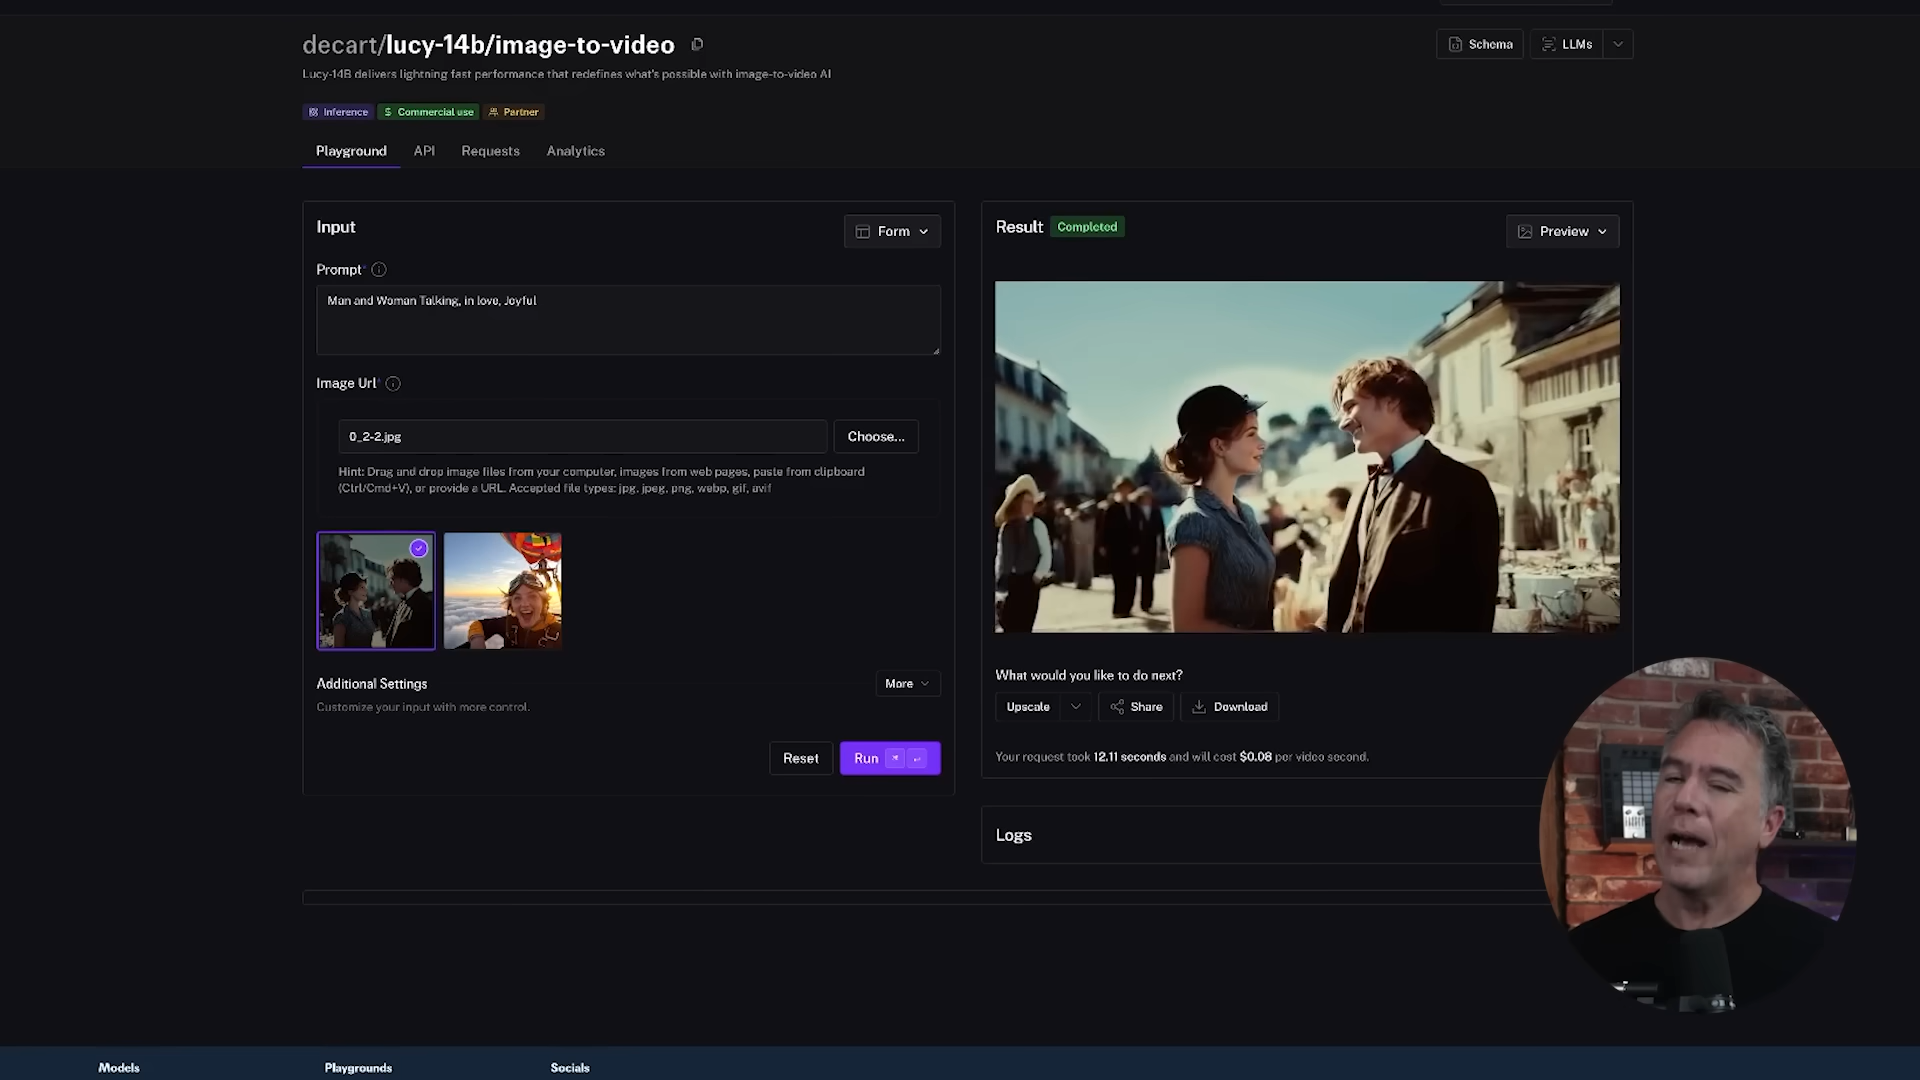 decart/lucy-14b/image-to-video
Schema
LLMs
Lucy-14B delivers lightning fast performance that redefines what's possible with image-to-video AI
Inference
$ Commercial use
Partner
Playground
API
Requests
Analytics
Input
Form
Prompt*
Man and Woman Talking, in love, Joyful
Image Url*
0_2-2.jpg
Choose...
Hint: Drag and drop image files from your computer, images from web pages, paste from clipboard
(Ctrl/Cmd+V), or provide a URL. Accepted file types: jpg, jpeg, png, webp, gif, avif
Additional Settings
More
Customize your input with more control.
Reset
Run
Result
Completed
Preview
What would you like to do next?
Upscale
Share
Download
Your request took 12.11 seconds and will cost $0.08 per video second.
Logs
Models
Playgrounds
Socials